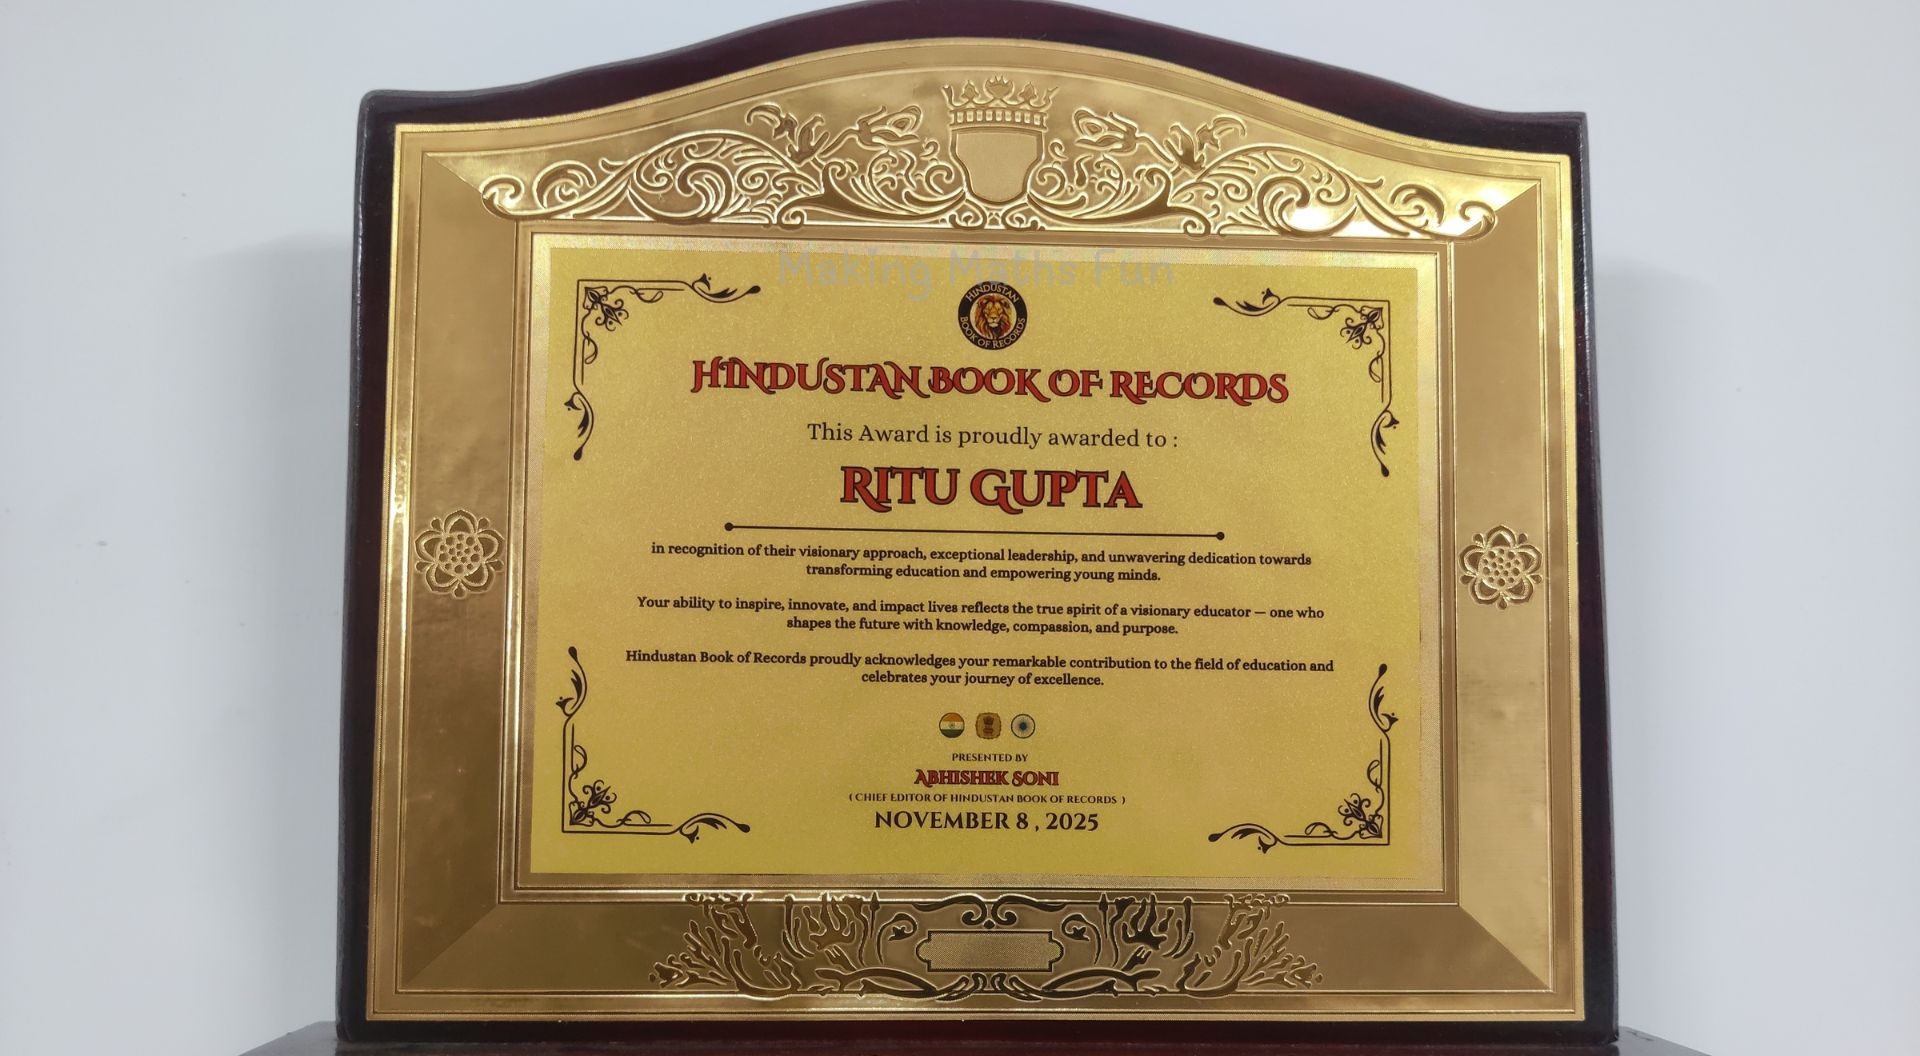 Making Maths Fun
HINDUSTAN
BOOK OF RECORDS
HINDUSTAN BOOK OF RECORDS
This Award is proudly awarded to :
RITU GUPTA
in recognition of their visionary approach, exceptional leadership, and unwavering dedication towards
transforming education and empowering young minds.
Your ability to inspire, innovate, and impact lives reflects the true spirit of a visionary educator — one who
shapes the future with knowledge, compassion, and purpose.
Hindustan Book of Records proudly acknowledges your remarkable contribution to the field of education and
celebrates your journey of excellence.
PRESENTED BY
ABHISHEK SONI
( CHIEF EDITOR OF HINDUSTAN BOOK OF RECORDS )
NOVEMBER 8 , 2025